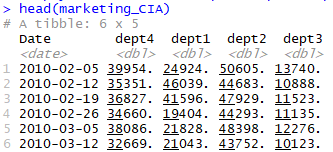 > head(marketing_CIA)
# A tibble: 6 x 5
Date dept4 dept1 dept2 dept3
<date> <dbl> <dbl> <dbl> <dbl>
1 2010-02-05 39954. 24924. 50605. 13740.
2 2010-02-12 35351. 46039. 44683. 10888.
3 2010-02-19 36827. 41596. 47929. 11523.
4 2010-02-26 34660. 19404. 44293. 11135.
5 2010-03-05 38086. 21828. 48398. 12276.
6 2010-03-12 32669. 21043. 43752. 10123.